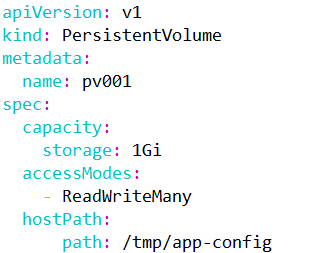 apiVersion: v1
kind: PersistentVolume
metadata:
  name: pv001
spec:
  capacity:
    storage: 1Gi
  accessModes:
    - ReadWriteMany
  hostPath:
      path: /tmp/app-config